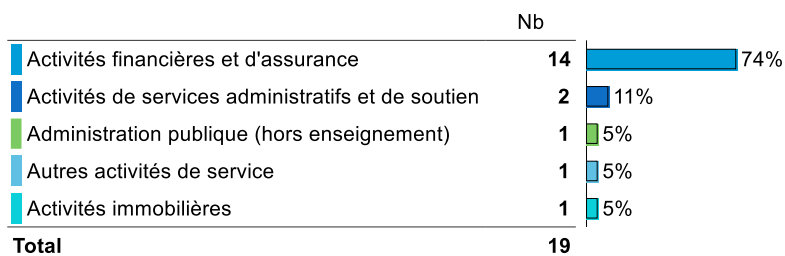 Nb
Activités financières et d'assurance 14 74%
Activités de services administratifs et de soutien 2 11%
Administration publique (hors enseignement) 1 5%
Autres activités de service 1 5%
Activités immobilières 1 5%
Total 19